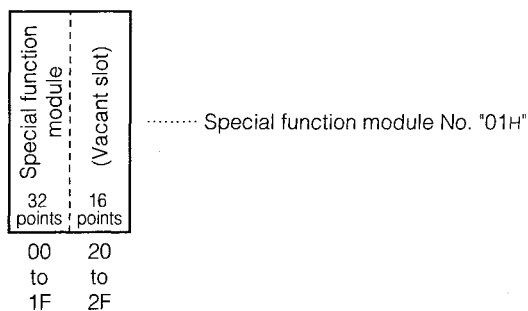 Special function
module
(Vacant slot)
32
points
16
points
00
to
1F
20
to
2F
········ Special function module No. "01H"